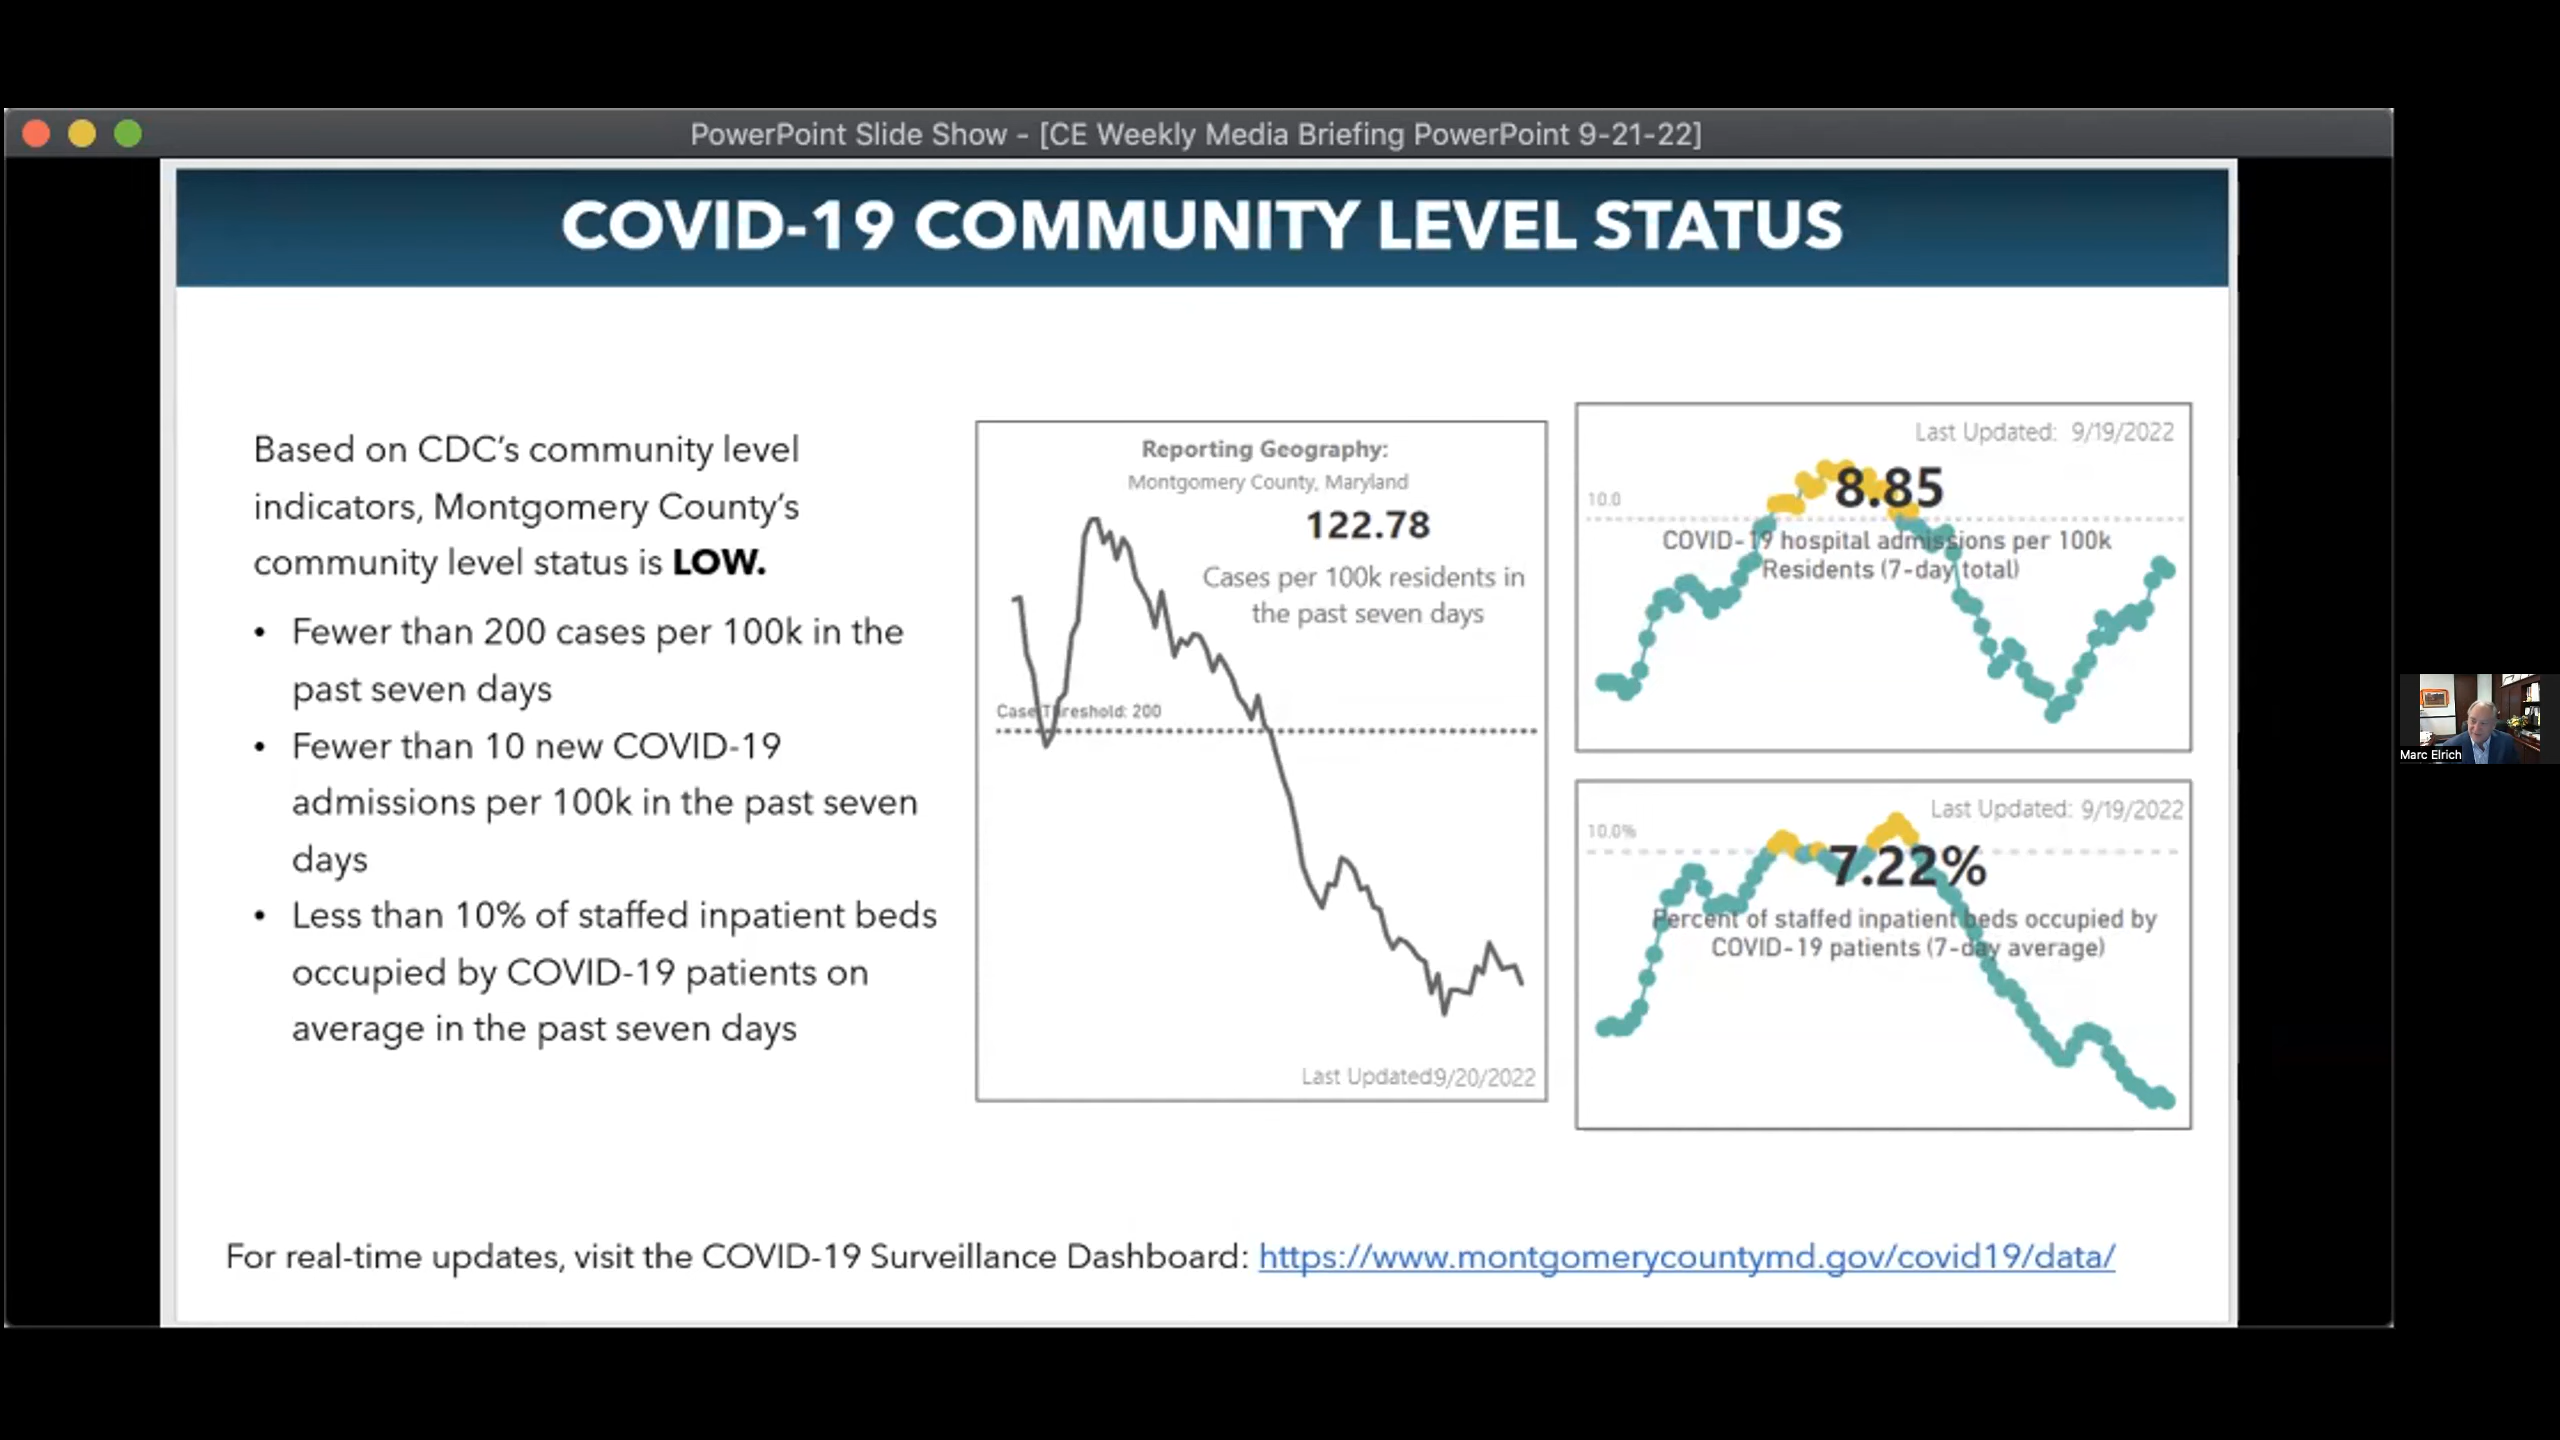 PowerPoint Slide Show - [CE Weekly Media Briefing PowerPoint 9-21-22]
COVID-19 COMMUNITY LEVEL STATUS
Based on CDC's community level
indicators, Montgomery County's
community level status is LOW.
• Fewer than 200 cases per 100k in the
past seven days
• Fewer than 10 new COVID-19
admissions per 100k in the past seven
days
• Less than 10% of staffed inpatient beds
occupied by COVID-19 patients on
average in the past seven days
Reporting Geography:
Montgomery County, Maryland
122.78
Cases per 100k residents in
the past seven days
Case Threshold: 200
Last Updated9/20/2022
Last Updated: 9/19/2022
10.0
8.85
COVID-19 hospital admissions per 100k
Residents (7-day total)
Last Updated: 9/19/2022
10.0%
7.22%
Percent of staffed inpatient beds occupied by
COVID-19 patients (7-day average)
For real-time updates, visit the COVID-19 Surveillance Dashboard: https://www.montgomerycountymd.gov/covid19/data/
Marc Elrich